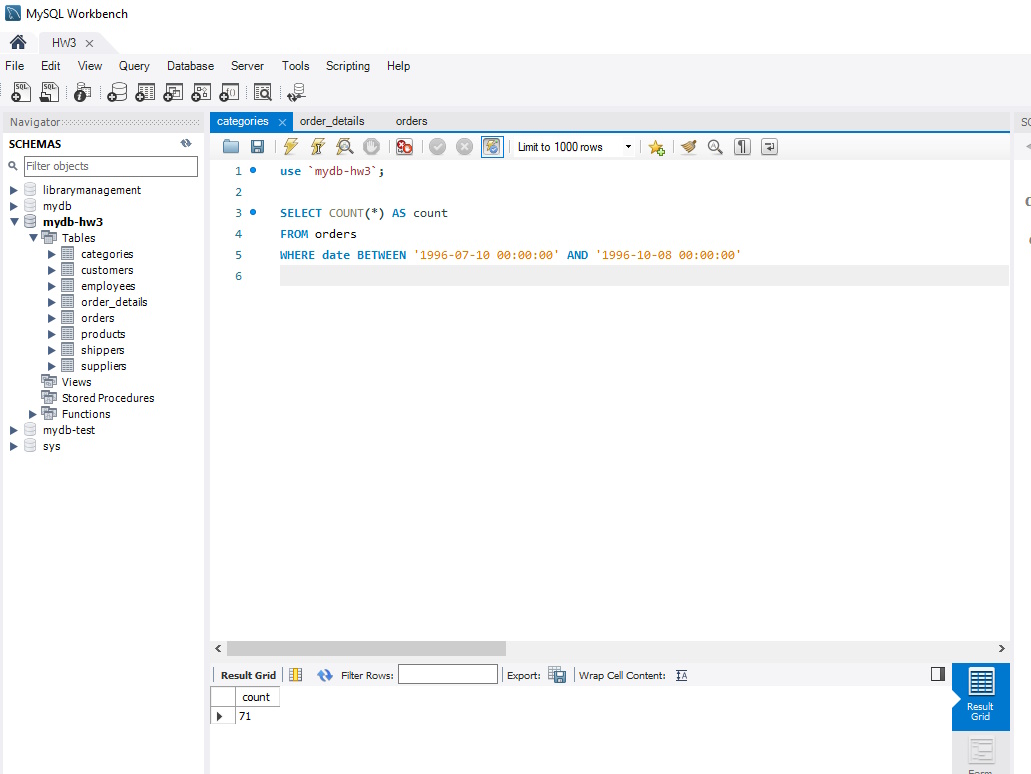 MySQL Workbench
HW3
File Edit View Query Database Server Tools Scripting Help
Navigator
SCHEMAS
Filter objects
librarymanagement
mydb
mydb-hw3
Tables
categories
customers
employees
order_details
orders
products
shippers
suppliers
Views
Stored Procedures
Functions
mydb-test
sys
categories order_details orders
Limit to 1000 rows
1 use `mydb-hw3`;
2
3 SELECT COUNT(*) AS count
4 FROM orders
5 WHERE date BETWEEN '1996-07-10 00:00:00' AND '1996-10-08 00:00:00'
6
Result Grid Filter Rows: Export: Wrap Cell Content:
count
71
Result
Grid